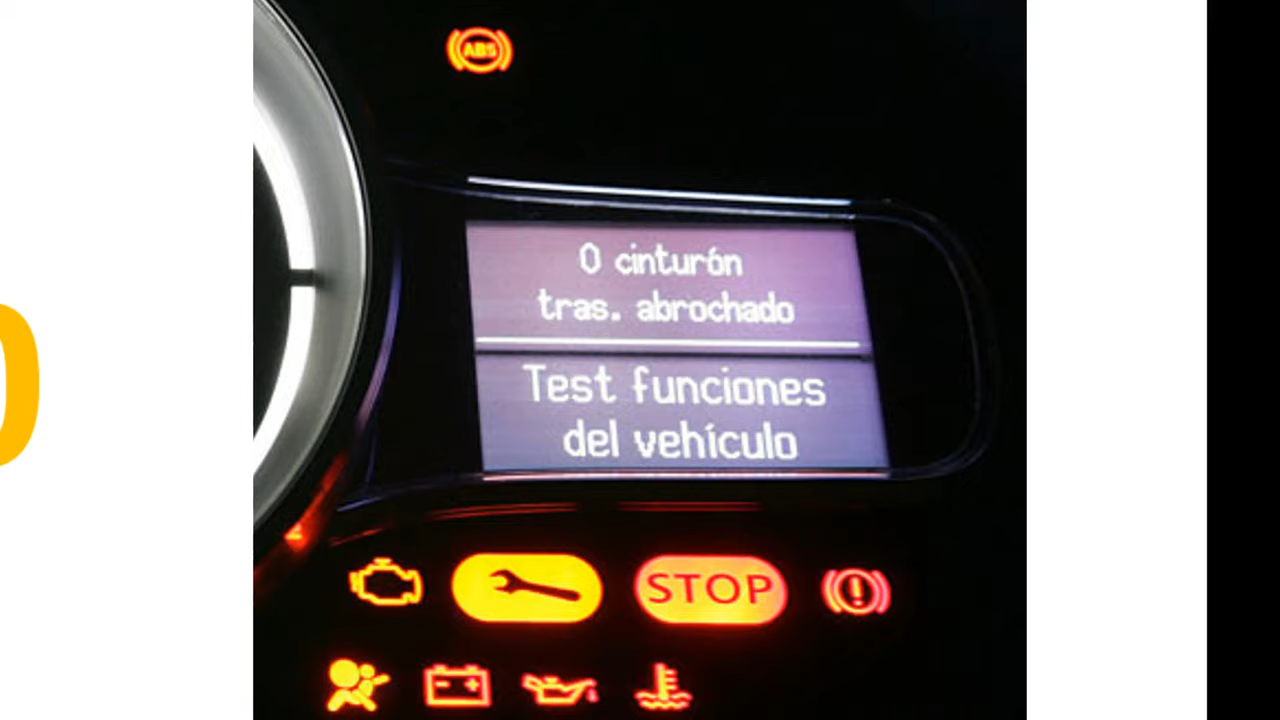 ABS
0 cinturón
tras. abrochado
Test funciones
del vehículo
STOP